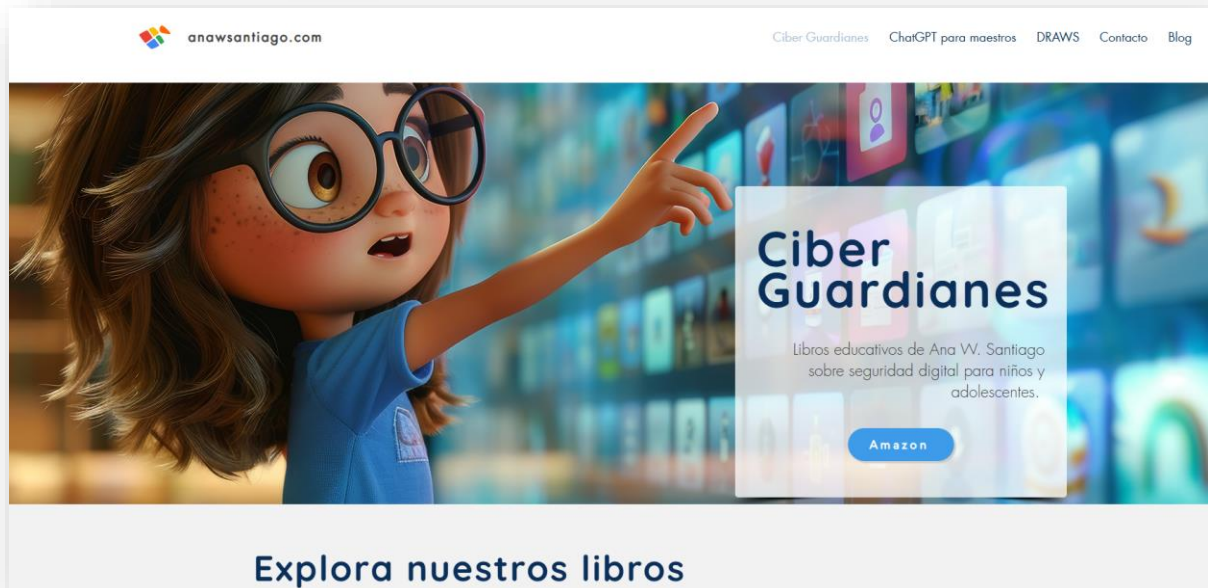 anawsantiago.com
Ciber Guardianes ChatGPT para maestros DRAWS Contacto Blog
Ciber
Guardianes
Libros educativos de Ana W. Santiago
sobre seguridad digital para niños y
adolescentes.
Amazon
Explora nuestros libros